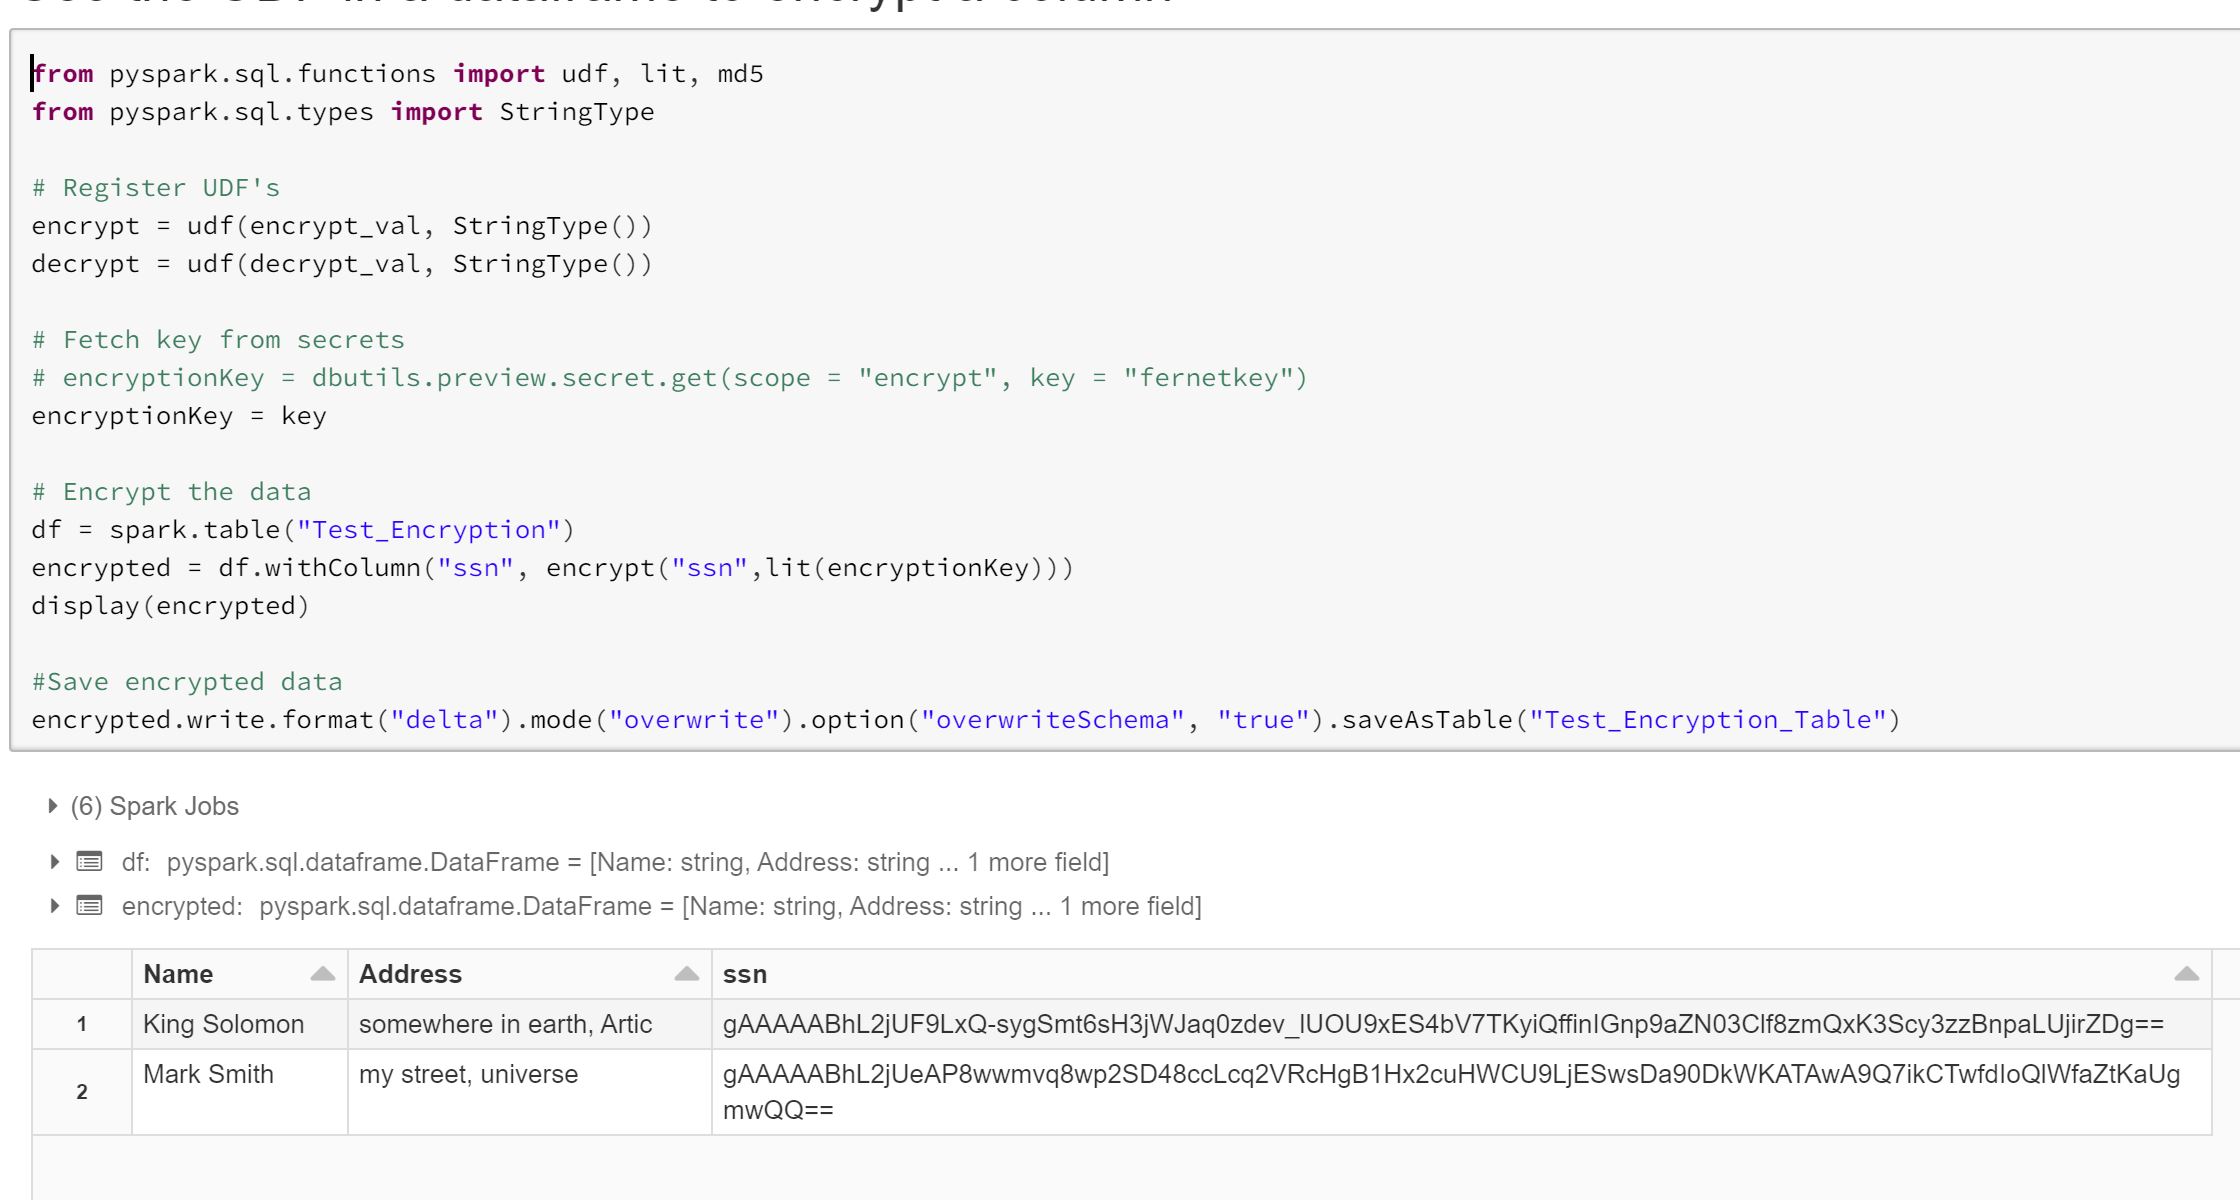 from pyspark.sql.functions import udf, lit, md5
from pyspark.sql.types import StringType
# Register UDF's
encrypt = udf(encrypt_val, StringType())
decrypt = udf(decrypt_val, StringType())
# Fetch key from secrets
# encryptionKey = dbutils.preview.secret.get(scope = "encrypt", key = "fernetkey")
encryptionKey = key
# Encrypt the data
df = spark.table("Test_Encryption")
encrypted = df.withColumn("ssn", encrypt("ssn",lit(encryptionKey)))
display(encrypted)
#Save encrypted data
encrypted.write.format("delta").mode("overwrite").option("overwriteSchema", "true").saveAsTable("Test_Encryption_Table")
(6) Spark Jobs
df: pyspark.sql.dataframe.DataFrame = [Name: string, Address: string ... 1 more field]
encrypted: pyspark.sql.dataframe.DataFrame = [Name: string, Address: string ... 1 more field]
Name Address ssn
1 King Solomon somewhere in earth, Artic gAAAAABhL2jUF9LxQ-sygSmt6sH3jWJaq0zdev_lUOU9xES4bV7TKyiQffinIGnp9aZN03Clf8zmQxK3Scy3zzBnpaLUjirZDg==
2 Mark Smith my street, universe gAAAAABhL2jUeAP8wwmvq8wp2SD48ccLcq2VRcHgB1Hx2cuHWCU9LjESwsDa90DkWKATAwA9Q7ikCTwfdIoQlWfaZtKaUg
mwQQ==